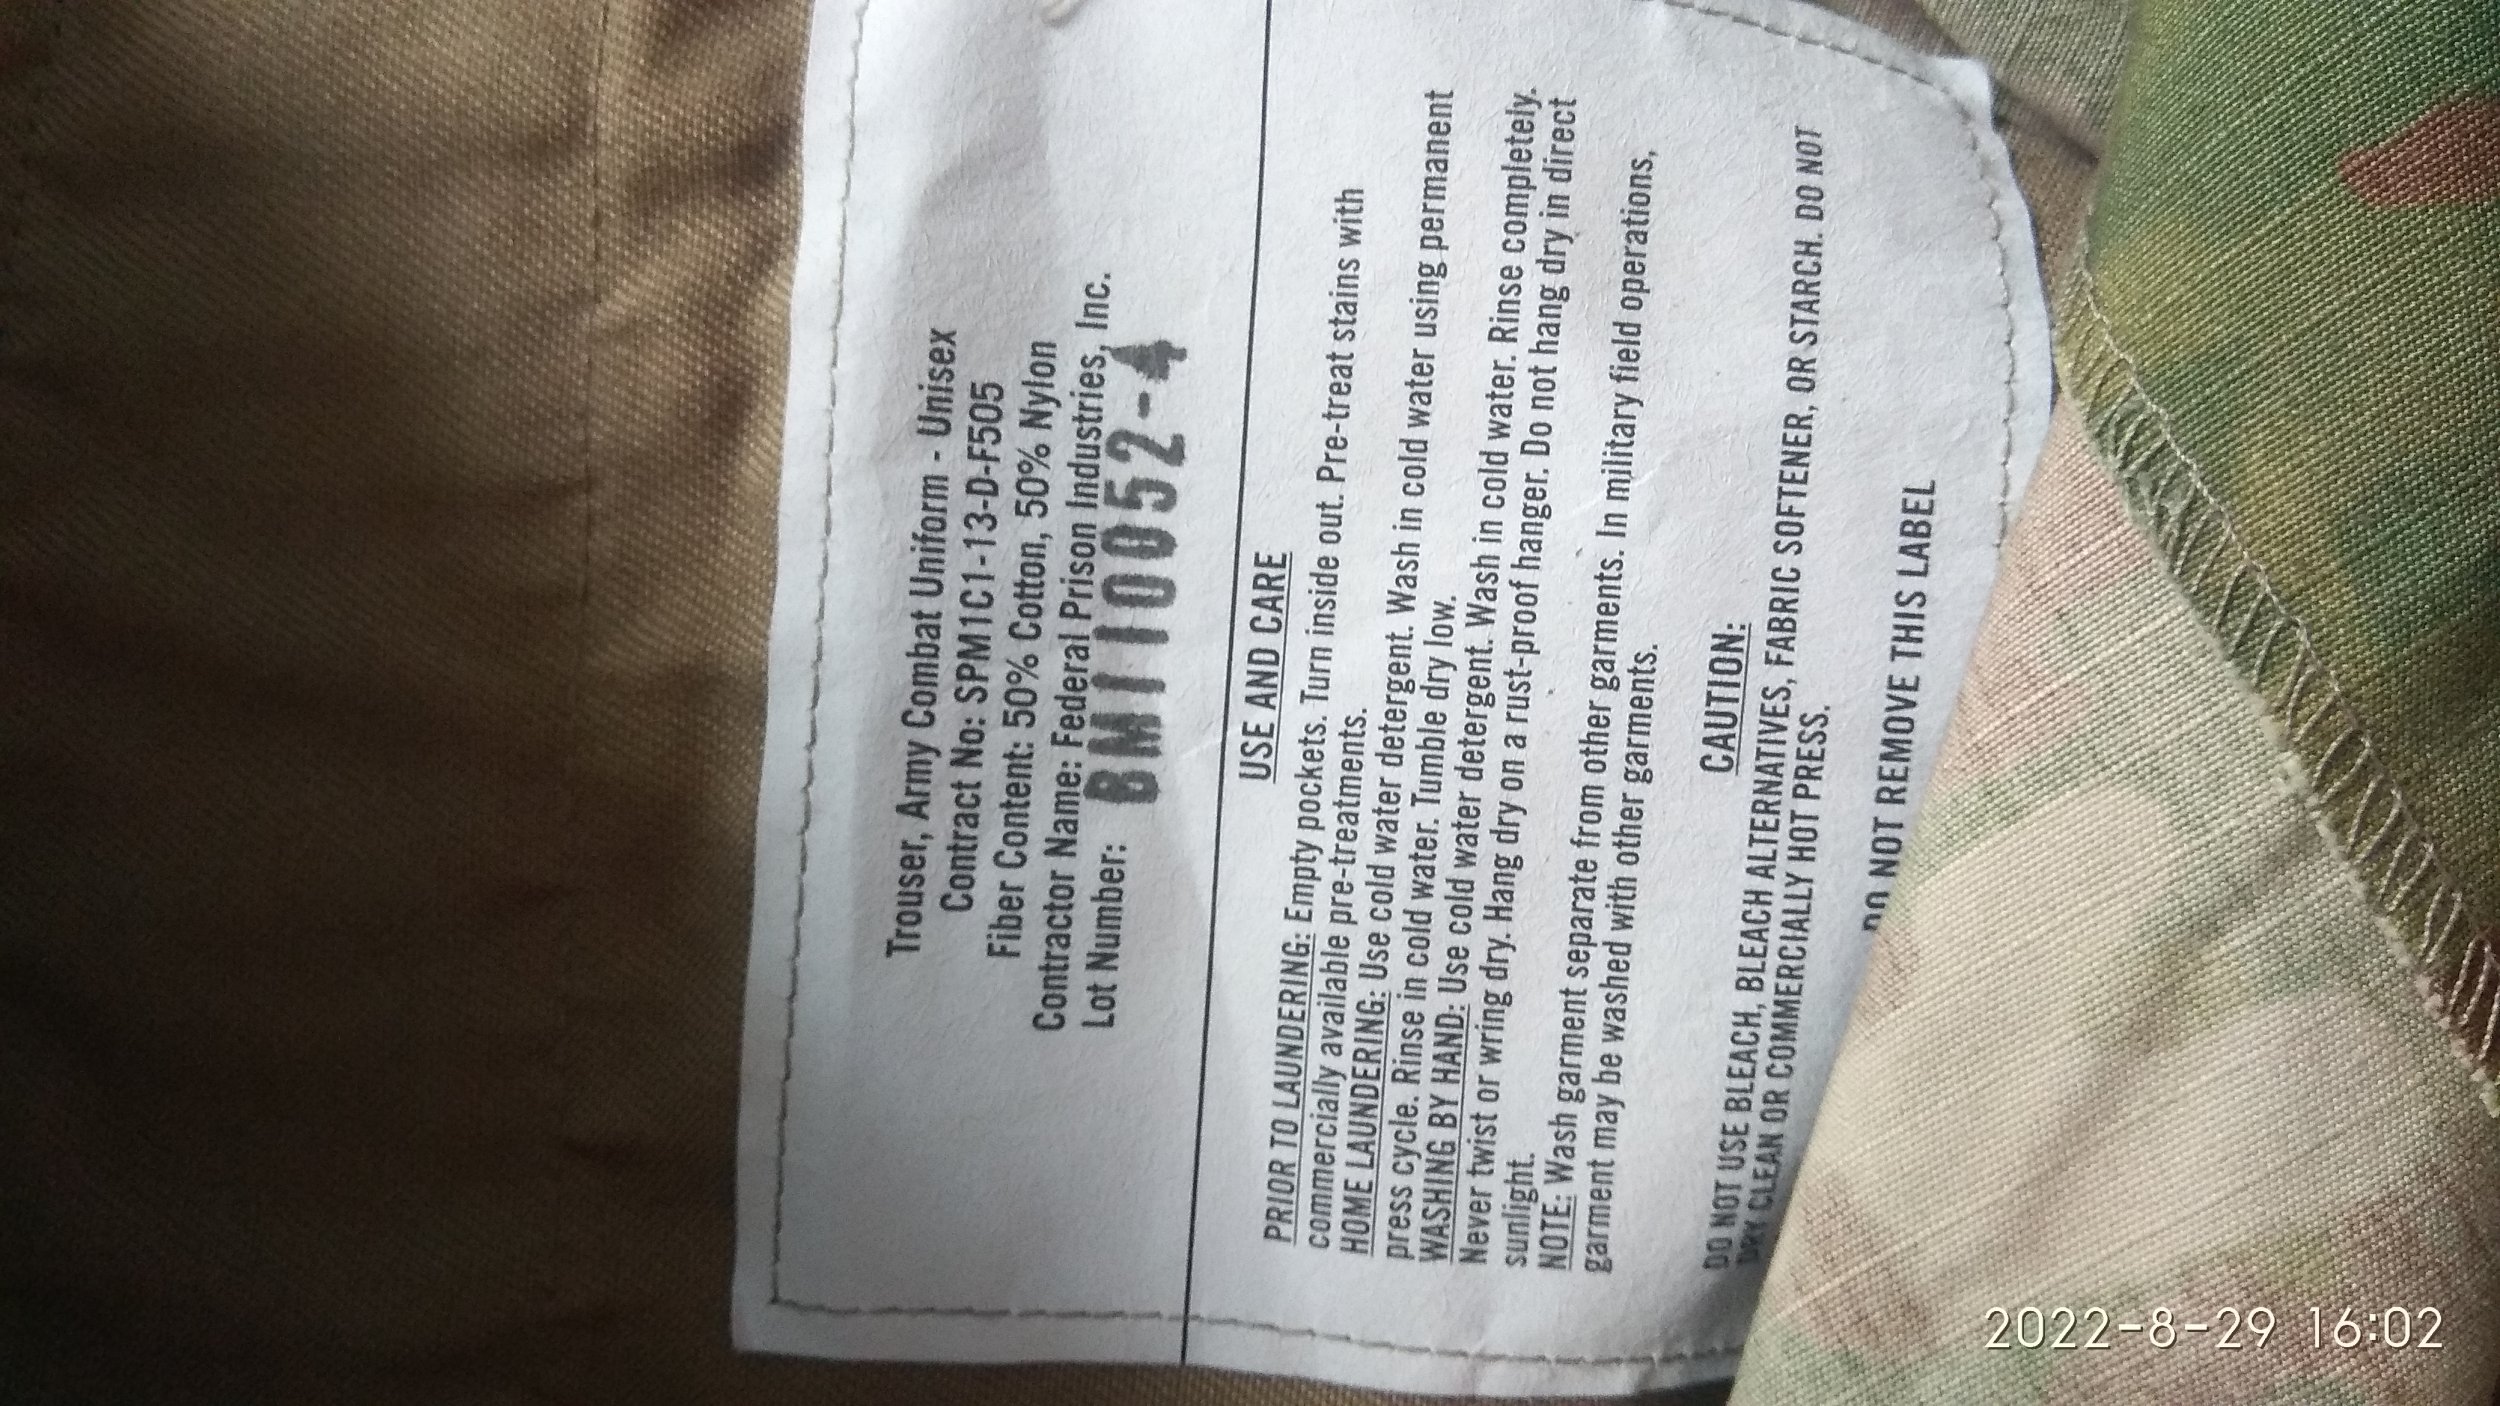 Trouser, Army Combat Uniform - Unisex
Contract No: SPM1C1-13-D-F505
Fiber Content: 50% Cotton, 50% Nylon
Contractor Name: Federal Prison Industries, Inc.
Lot Number: BM110052-4
USE AND CARE
PRIOR TO LAUNDERING: Empty pockets. Turn inside out. Pre-treat stains with
commercially available pre-treatments.
HOME LAUNDERING: Use cold water detergent. Wash in cold water using permanent
press cycle. Rinse in cold water. Tumble dry low.
WASHING BY HAND: Use cold water detergent. Wash in cold water. Rinse completely.
Never twist or wring dry. Hang dry on a rust-proof hanger. Do not hang dry in direct
sunlight.
NOTE: Wash garment separate from other garments. In military field operations,
garment may be washed with other garments.
CAUTION:
DO NOT USE BLEACH, BLEACH ALTERNATIVES, FABRIC SOFTENER, OR STARCH. DO NOT
DRY CLEAN OR COMMERCIALLY HOT PRESS.
DO NOT REMOVE THIS LABEL
2022-8-29 16:02